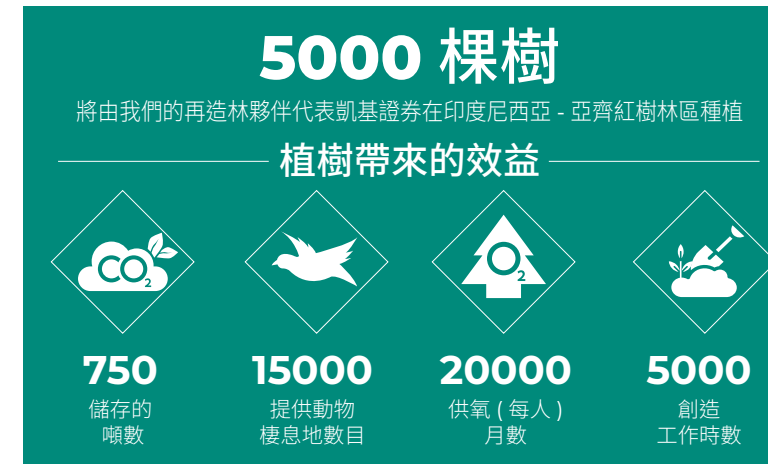 5000 棵樹
將由我們的再造林夥伴代表凱基證券在印度尼西亞 - 亞齊紅樹林區種植
植樹帶來的效益
CO2
O2
750
儲存的
噸數
15000
提供動物
棲息地數目
20000
供氧 ( 每人 )
月數
5000
創造
工作時數